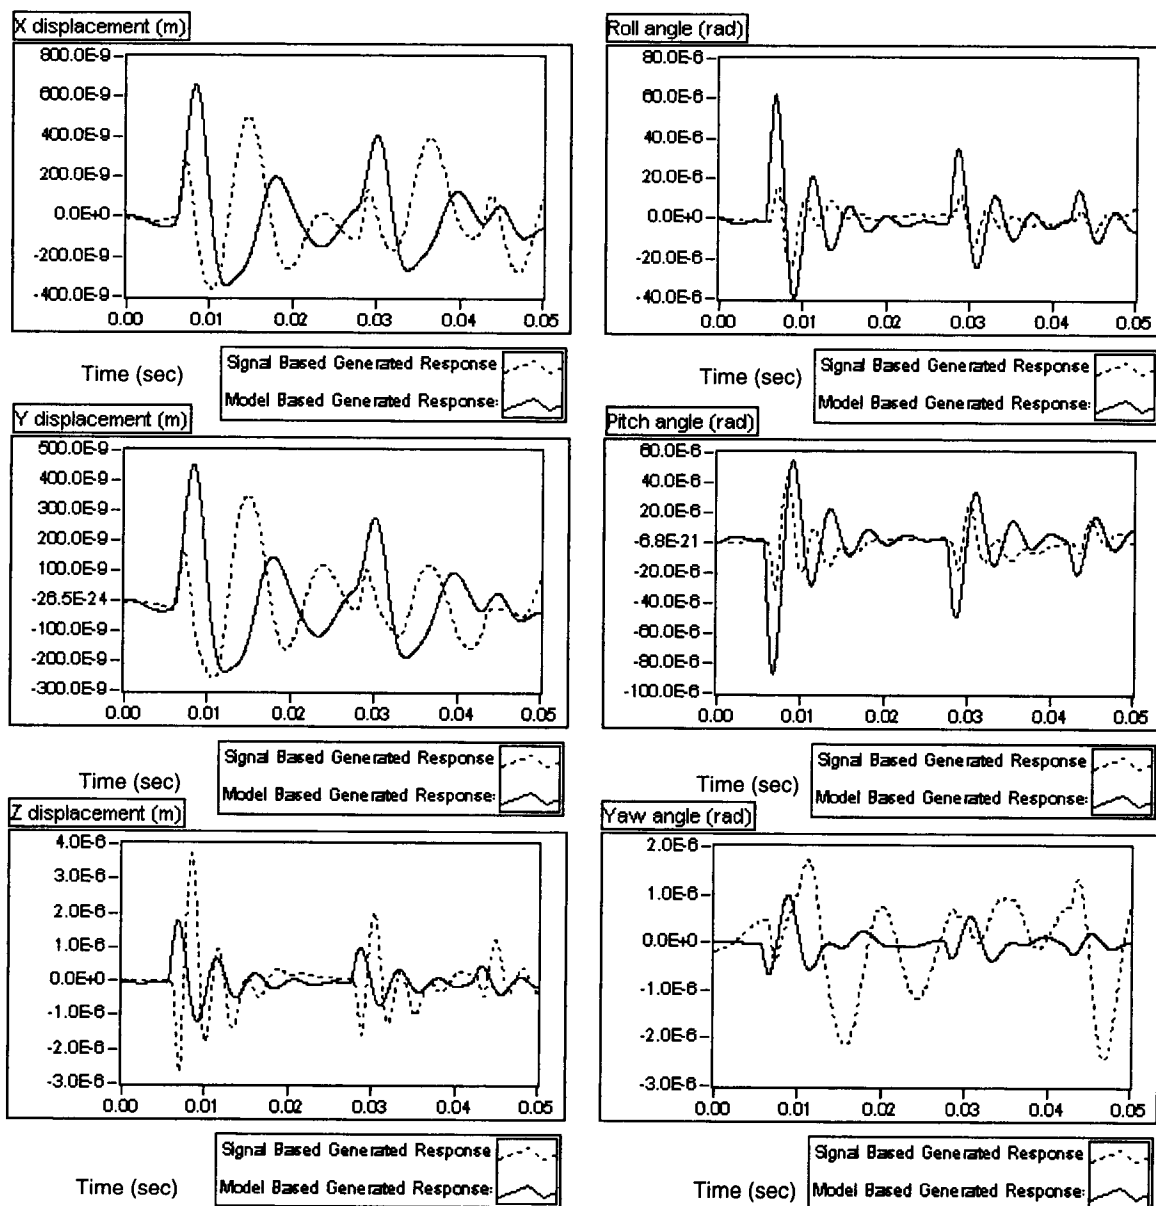 X displacement (m)
800.0E-9
600.0E-9
400.0E-9
200.0E-9
0.0E+0
-200.0E-9
-400.0E-9
0.00 0.01 0.02 0.03 0.04 0.05
Time (sec)
Signal Based Generated Response
Model Based Generated Response:
Roll angle (rad)
80.0E-6
60.0E-6
40.0E-6
20.0E-6
0.0E+0
-20.0E-6
-40.0E-6
0.00 0.01 0.02 0.03 0.04 0.05
Time (sec)
Signal Based Generated Response
Model Based Generated Response:
Y displacement (m)
500.0E-9
400.0E-9
300.0E-9
200.0E-9
100.0E-9
-26.5E-24
-100.0E-9
-200.0E-9
-300.0E-9
0.00 0.01 0.02 0.03 0.04 0.05
Time (sec)
Signal Based Generated Response
Model Based Generated Response:
Pitch angle (rad)
60.0E-6
40.0E-6
20.0E-6
-6.8E-21
-20.0E-6
-40.0E-6
-60.0E-6
-80.0E-6
-100.0E-6
0.00 0.01 0.02 0.03 0.04 0.05
Time (sec)
Signal Based Generated Response
Model Based Generated Response:
Z displacement (m)
4.0E-6
3.0E-6
2.0E-6
1.0E-6
0.0E+0
-1.0E-6
-2.0E-6
-3.0E-6
0.00 0.01 0.02 0.03 0.04 0.05
Time (sec)
Signal Based Generated Response
Model Based Generated Response:
Yaw angle (rad)
2.0E-6
1.0E-6
0.0E+0
-1.0E-6
-2.0E-6
-3.0E-6
0.00 0.01 0.02 0.03 0.04 0.05
Time (sec)
Signal Based Generated Response
Model Based Generated Response: